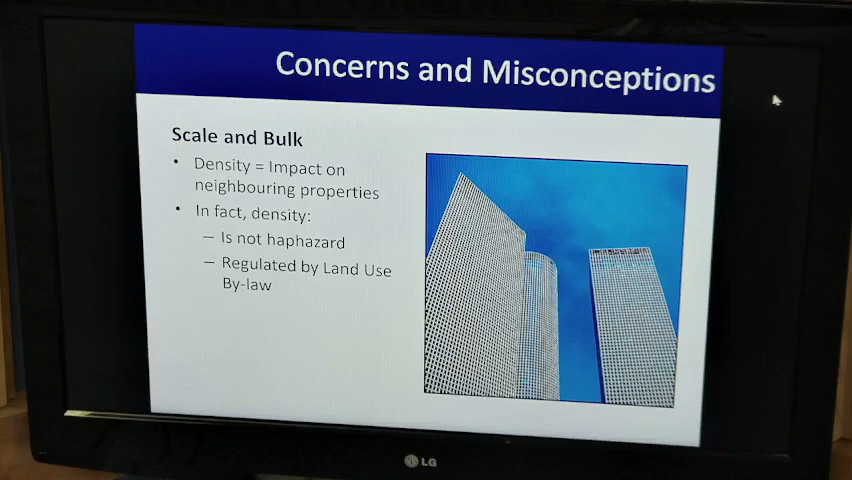 Concerns and Misconceptions
Scale and Bulk
• Density = Impact on
neighbouring properties
• In fact, density:
– Is not haphazard
– Regulated by Land Use
By-law
LG